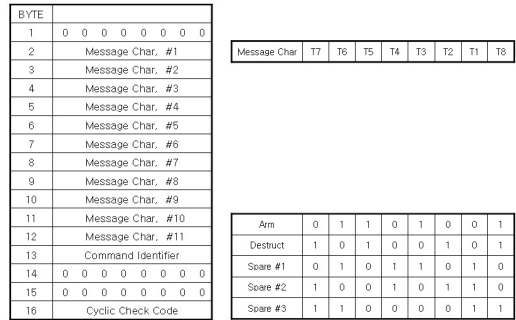 BYTE
1 0 0 0 0 0 0 0 0
2 Message Char, #1
3 Message Char, #2
4 Message Char, #3
5 Message Char, #4
6 Message Char, #5
7 Message Char, #6
8 Message Char, #7
9 Message Char, #8
10 Message Char, #9
11 Message Char, #10
12 Message Char, #11
13 Command Identifier
14 0 0 0 0 0 0 0 0
15 0 0 0 0 0 0 0 0
16 Cyclic Check Code
Message Char T7 T6 T5 T4 T3 T2 T1 T8
Arm 0 1 1 0 1 0 0 1
Destruct 1 0 1 0 0 1 0 1
Spare #1 0 1 0 1 1 0 1 0
Spare #2 1 0 0 1 0 1 1 0
Spare #3 1 1 0 0 0 0 1 1